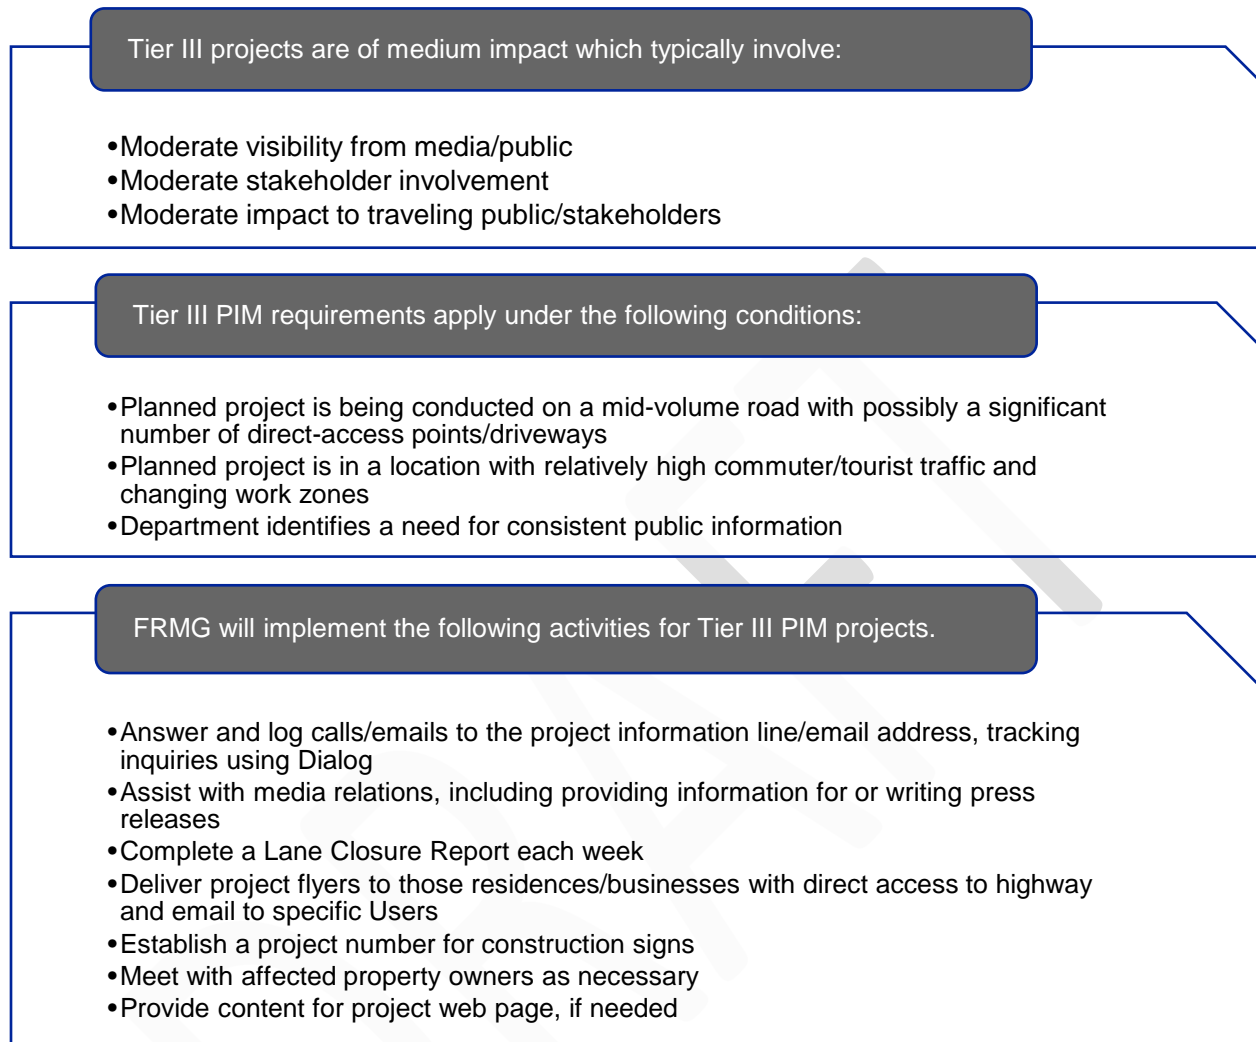 Tier III projects are of medium impact which typically involve:
•Moderate visibility from media/public
•Moderate stakeholder involvement
•Moderate impact to traveling public/stakeholders
Tier III PIM requirements apply under the following conditions:
•Planned project is being conducted on a mid-volume road with possibly a significant
number of direct-access points/driveways
•Planned project is in a location with relatively high commuter/tourist traffic and
changing work zones
•Department identifies a need for consistent public information
FRMG will implement the following activities for Tier III PIM projects.
•Answer and log calls/emails to the project information line/email address, tracking
inquiries using Dialog
•Assist with media relations, including providing information for or writing press
releases
•Complete a Lane Closure Report each week
•Deliver project flyers to those residences/businesses with direct access to highway
and email to specific Users
•Establish a project number for construction signs
•Meet with affected property owners as necessary
•Provide content for project web page, if needed
DRAFT